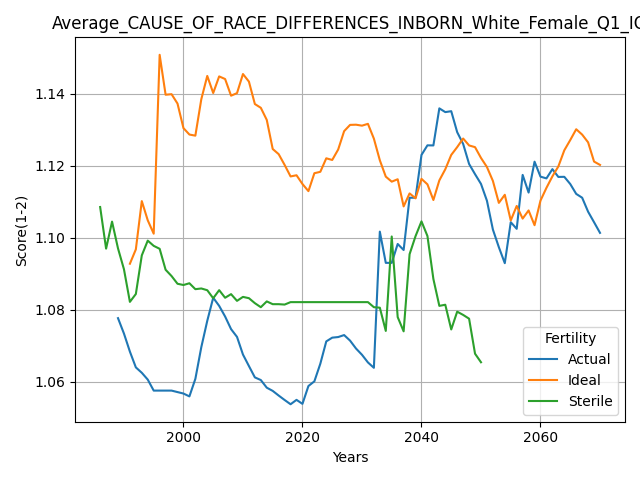 Average_CAUSE_OF_RACE_DIFFERENCES_INBORN_White_Female_Q1_IC
1.14
1.12
1.10
1.08
1.06
Score(1-2)
2000
2020
2040
2060
Years
Fertility
Actual
Ideal
Sterile